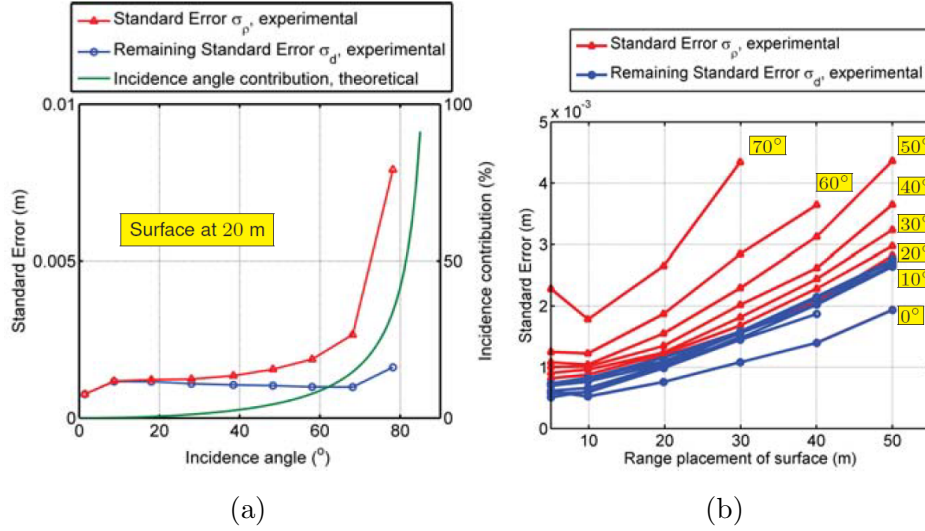 Standard Error σρ, experimental
Remaining Standard Error σd, experimental
Incidence angle contribution, theoretical
0.01
0.005
0
100
50
0
Standard Error (m)
Incidence contribution (%)
Surface at 20 m
0 20 40 60 80
Incidence angle (°)
(a)
Standard Error σρ, experimental
Remaining Standard Error σd, experimental
x 10⁻³
5
4
3
2
1
0
Standard Error (m)
70°
60°
50°
40°
30°
20°
10°
0°
10 20 30 40 50
Range placement of surface (m)
(b)